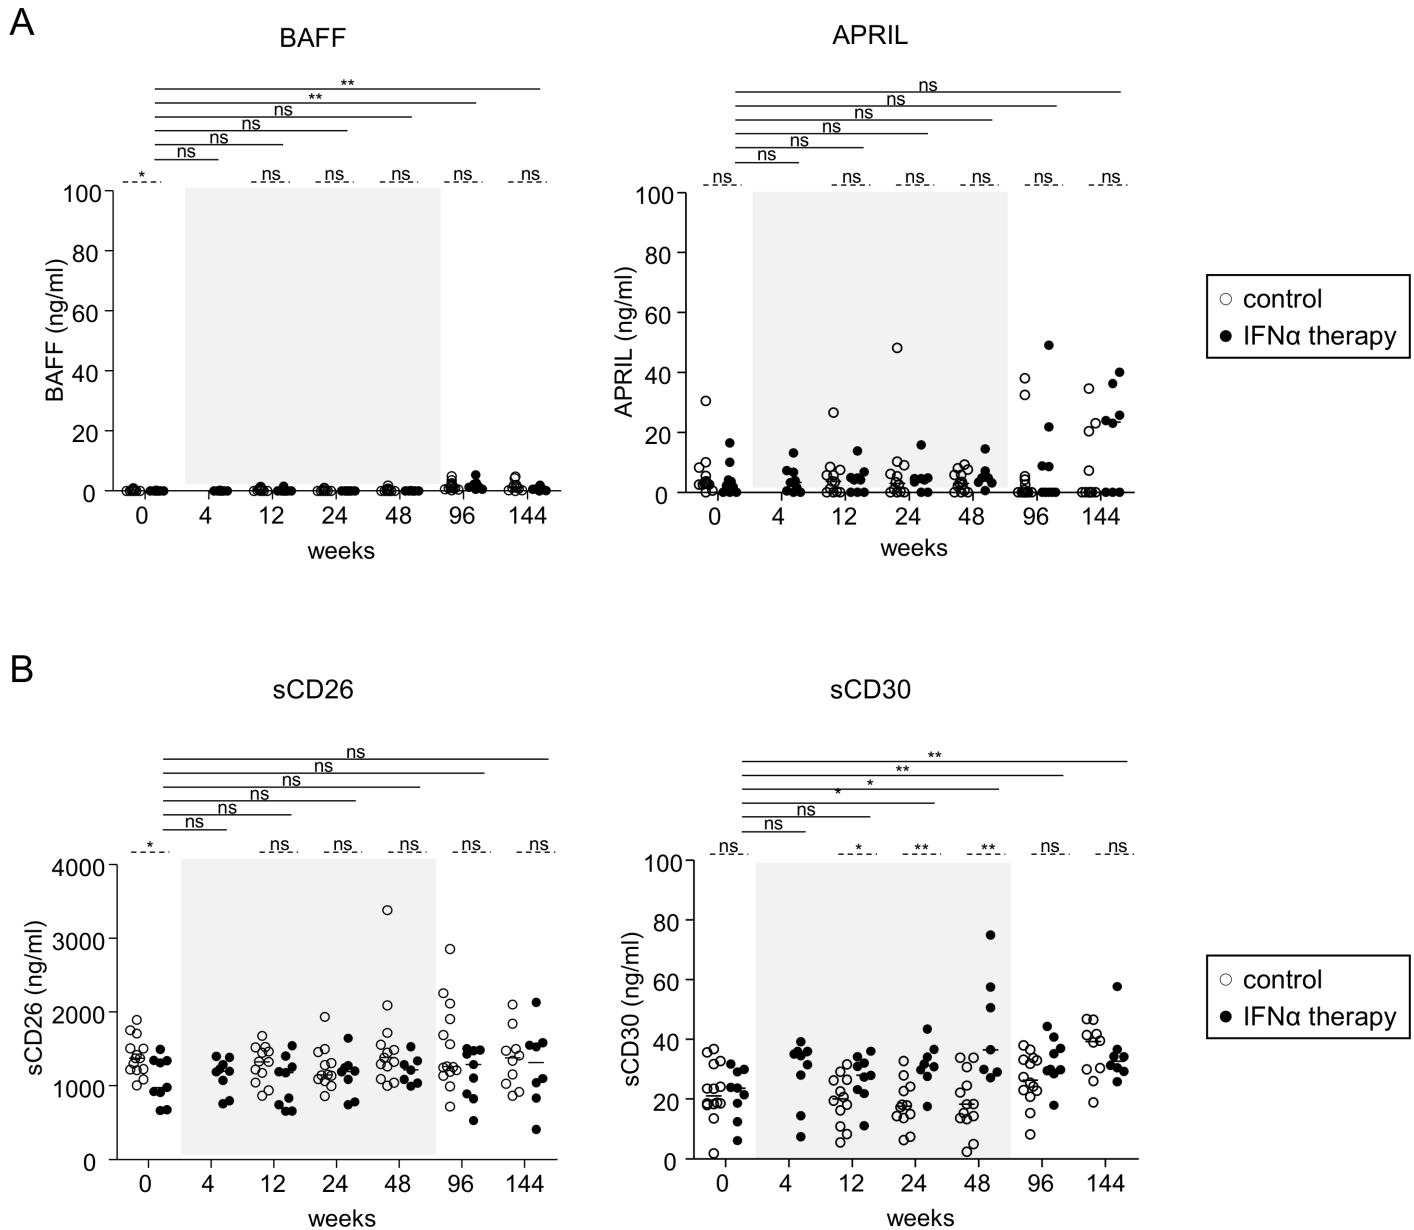 A
BAFF
**
**
ns
ns
ns
ns
* ns ns ns ns ns
100
80
60
40
20
0
BAFF (ng/ml)
0 4 12 24 48 96 144
weeks
APRIL
ns
ns
ns
ns
ns
ns
ns ns ns ns ns ns
100
80
60
40
20
0
APRIL (ng/ml)
0 4 12 24 48 96 144
weeks
control
IFNα therapy
B
sCD26
ns
ns
ns
ns
ns
ns
* ns ns ns ns ns
4000
3000
2000
1000
0
sCD26 (ng/ml)
0 4 12 24 48 96 144
weeks
sCD30
**
**
*
*
ns
ns
ns * ** ** ns ns
100
80
60
40
20
0
sCD30 (ng/ml)
0 4 12 24 48 96 144
weeks
control
IFNα therapy